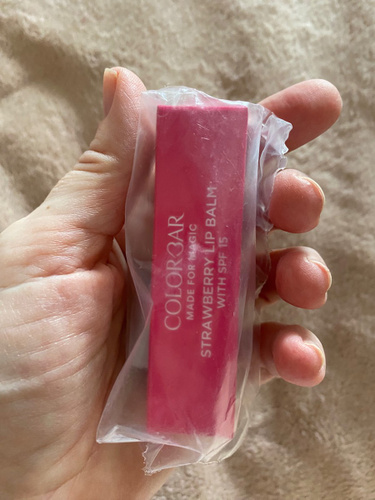 COLORBAR
MADE FOR MAGIC
STRAWBERRY LIP BALM
WITH SPF 15